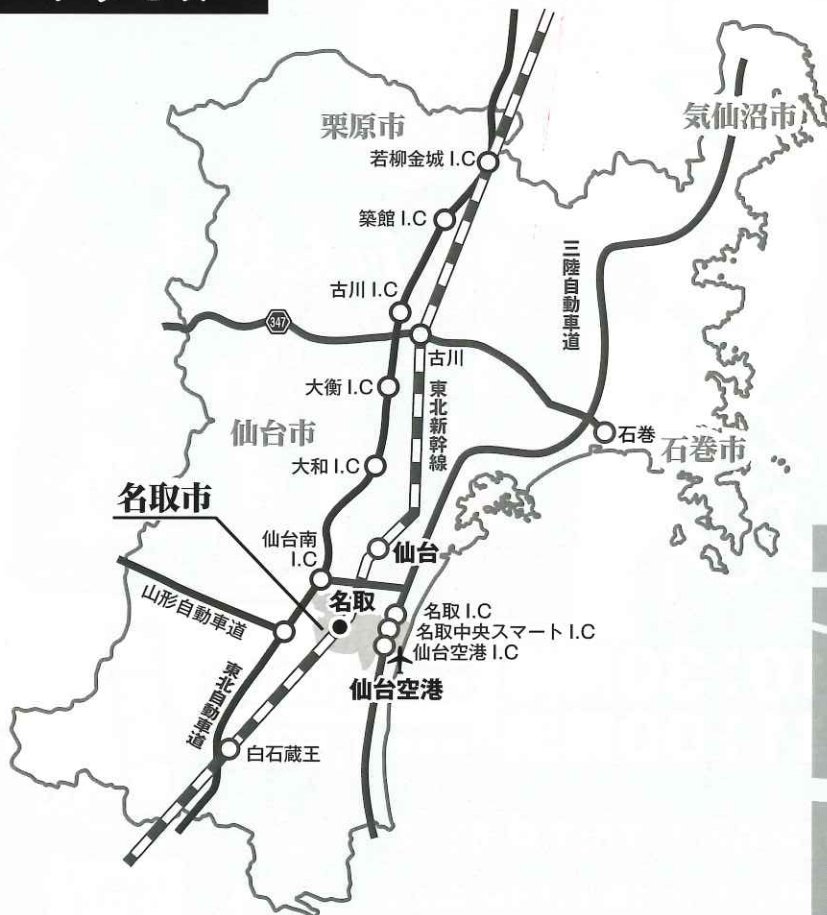 栗原市
気仙沼市
若柳金城 I.C
築館 I.C
三陸自動車道
古川 I.C
347
古川
大衡 I.C
東北新幹線
仙台市
石巻
石巻市
大和 I.C
名取市
仙台南
I.C
仙台
名取
山形自動車道
名取 I.C
名取中央スマート I.C
仙台空港 I.C
仙台空港
東北自動車道
白石蔵王